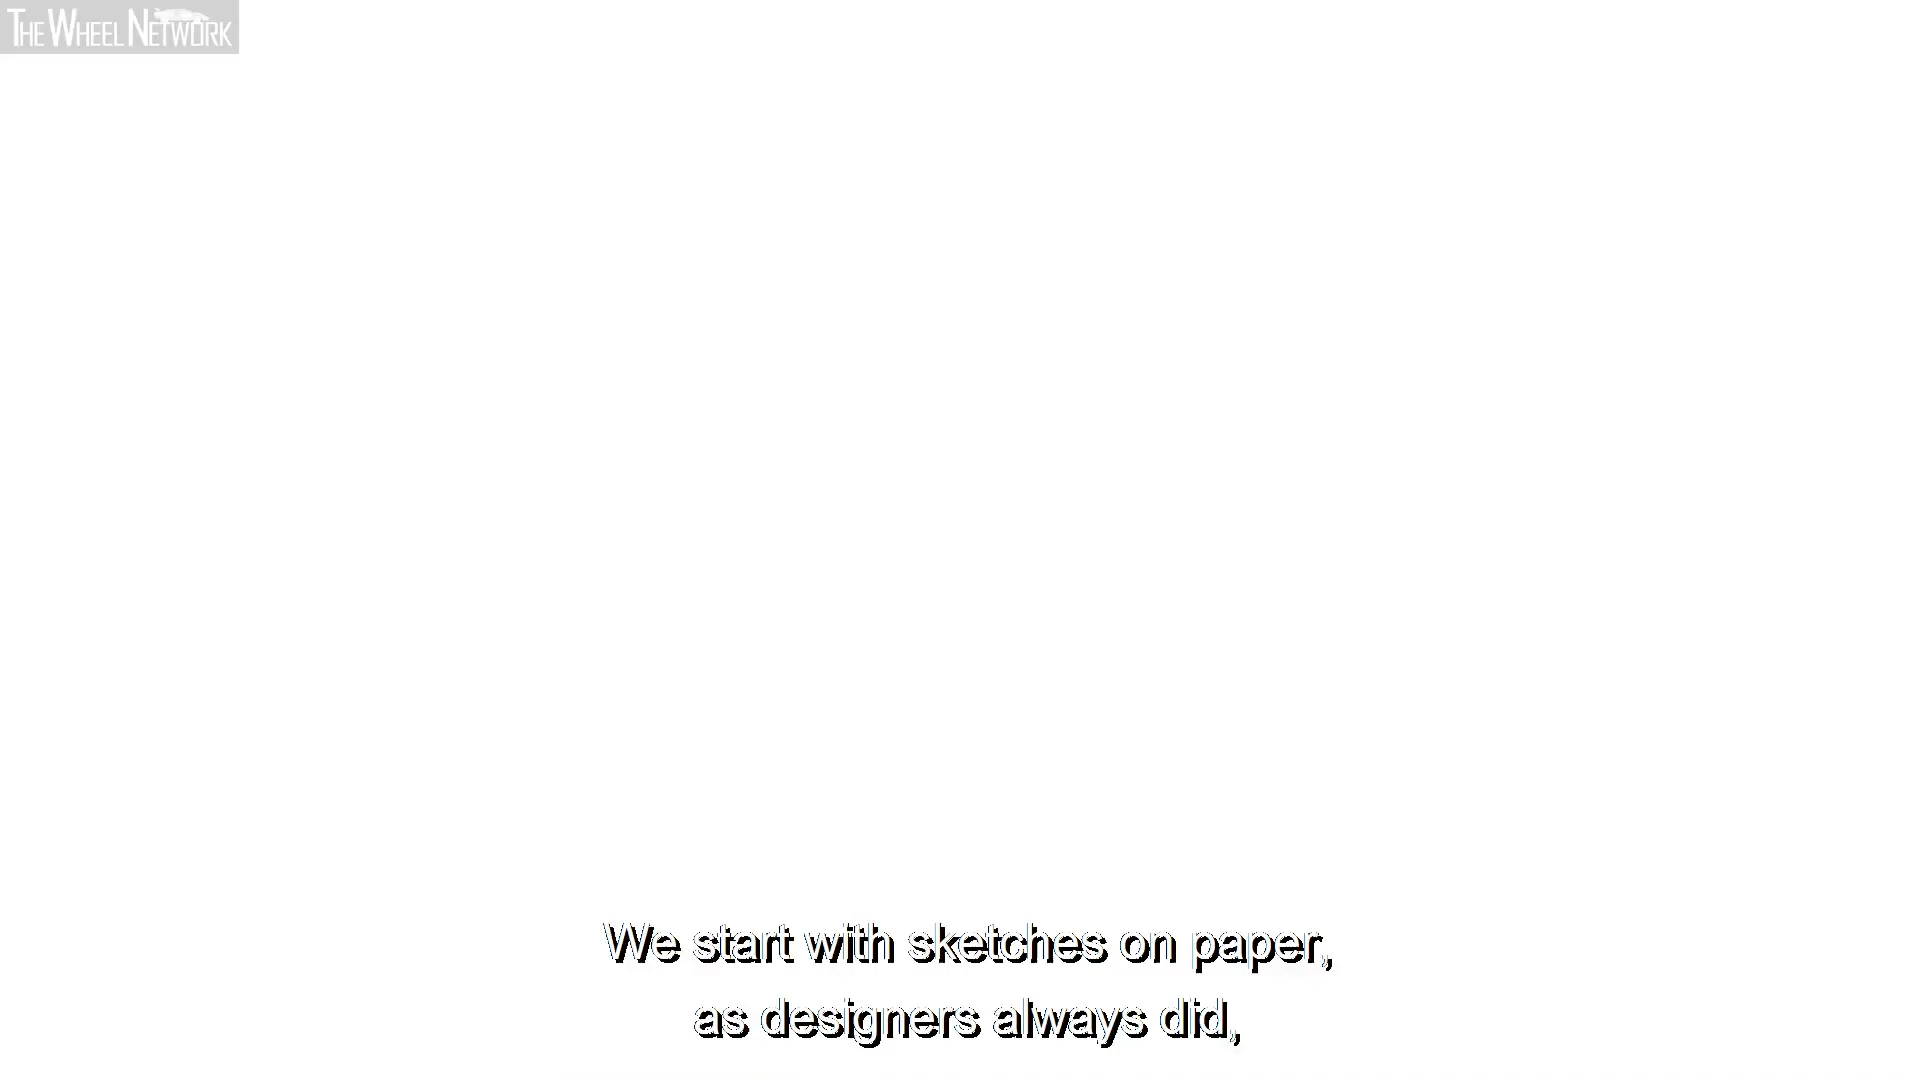 THE WHEEL NETWORK
We start with sketches on paper,
as designers always did,